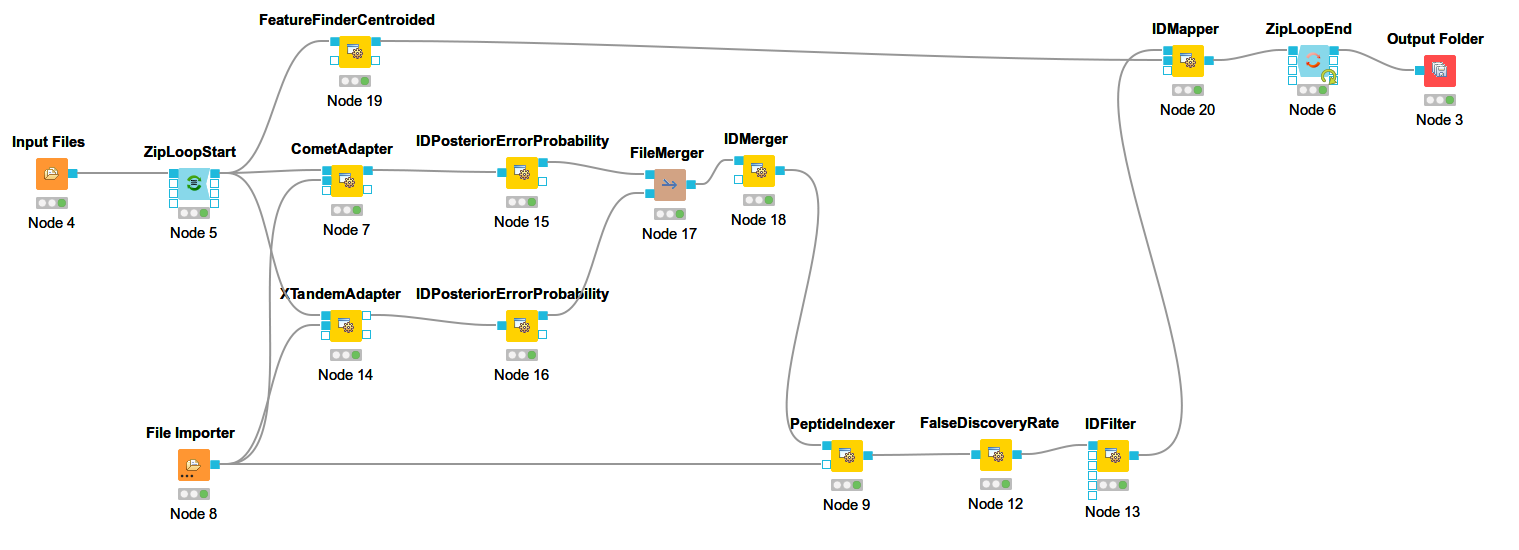 FeatureFinderCentroided
Node 19
IDMapper
Node 20
ZipLoopEnd
Node 6
Output Folder
Node 3
Input Files
Node 4
ZipLoopStart
Node 5
CometAdapter
Node 7
IDPosteriorErrorProbability
Node 15
FileMerger
Node 17
IDMerger
Node 18
XTandemAdapter
Node 14
IDPosteriorErrorProbability
Node 16
File Importer
Node 8
PeptideIndexer
Node 9
FalseDiscoveryRate
Node 12
IDFilter
Node 13